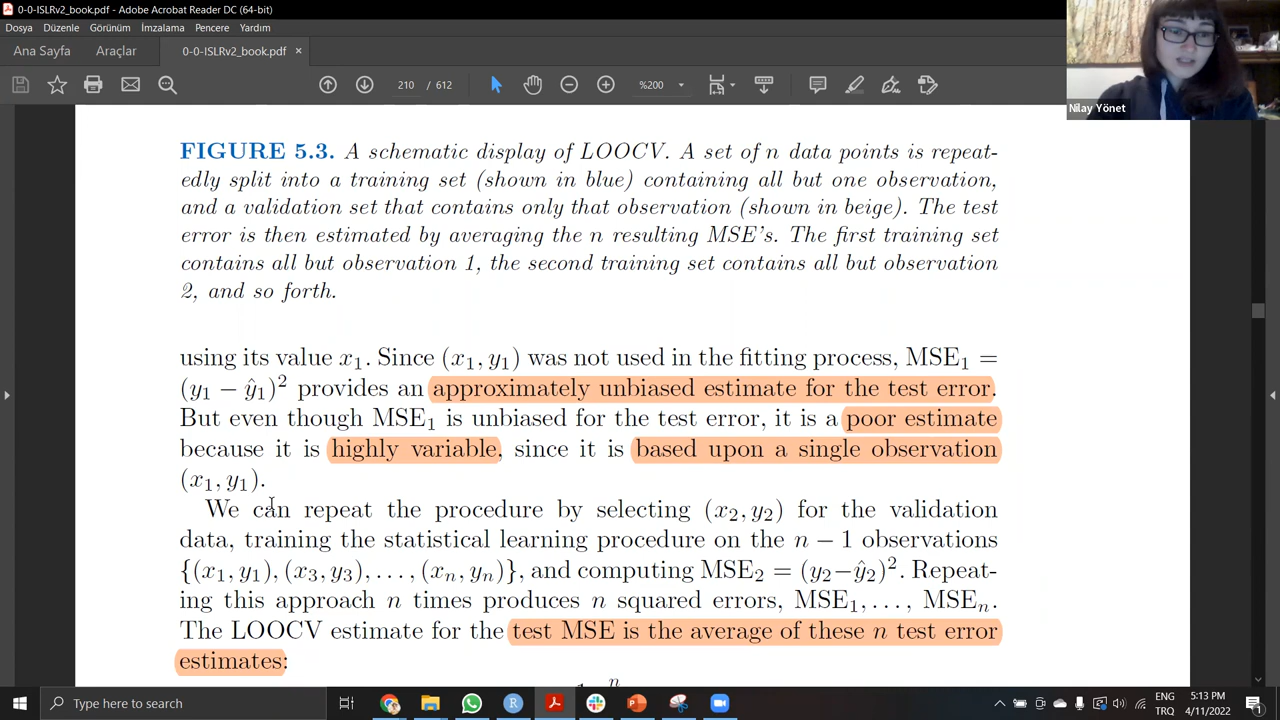 0-0-ISLRv2_book.pdf - Adobe Acrobat Reader DC (64-bit)
Dosya Düzenle Görünüm İmzalama Pencere Yardım
Ana Sayfa Araçlar 0-0-ISLRv2_book.pdf ×
210 / 612 %200
Nilay Yönet
FIGURE 5.3. A schematic display of LOOCV. A set of n data points is repeat-
edly split into a training set (shown in blue) containing all but one observation,
and a validation set that contains only that observation (shown in beige). The test
error is then estimated by averaging the n resulting MSE's. The first training set
contains all but observation 1, the second training set contains all but observation
2, and so forth.
using its value x₁. Since (x₁, y₁) was not used in the fitting process, MSE₁ =
(y₁ − ŷ₁)² provides an approximately unbiased estimate for the test error.
But even though MSE₁ is unbiased for the test error, it is a poor estimate
because it is highly variable, since it is based upon a single observation
(x₁, y₁).
We can repeat the procedure by selecting (x₂, y₂) for the validation
data, training the statistical learning procedure on the n − 1 observations
{(x₁, y₁), (x₃, y₃), . . . , (xₙ, yₙ)}, and computing MSE₂ = (y₂−ŷ₂)². Repeat-
ing this approach n times produces n squared errors, MSE₁, . . . , MSEₙ.
The LOOCV estimate for the test MSE is the average of these n test error
estimates:
n
Type here to search
ENG 5:13 PM
TRQ 4/11/2022